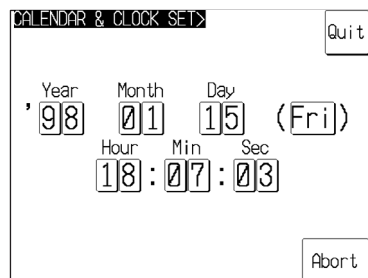 CALENDAR & CLOCK SET>
Quit
Year Month Day
'98 01 15 (Fri)
Hour Min Sec
18:07:03
Abort